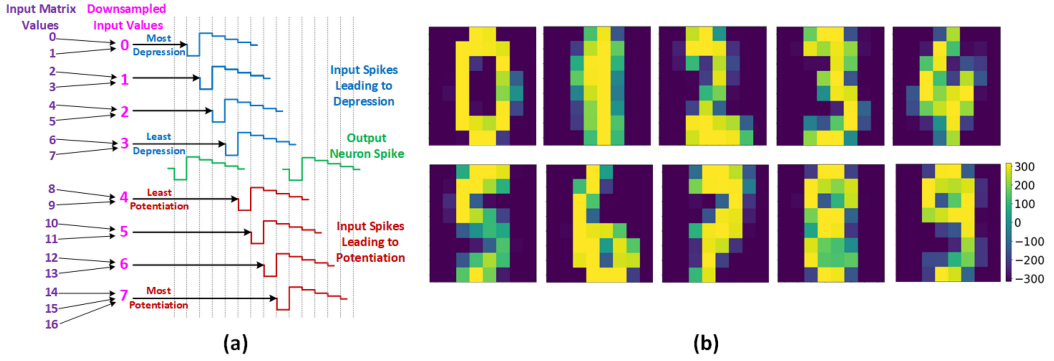 Input Matrix Values
Downsampled Input Values
0
1
0
Most Depression
2
3
1
Input Spikes Leading to Depression
4
5
2
6
7
3
Least Depression
Output Neuron Spike
8
9
4
Least Potentiation
10
11
5
Input Spikes Leading to Potentiation
12
13
6
14
15
16
7
Most Potentiation
(a)
300
200
100
0
−100
−200
−300
(b)